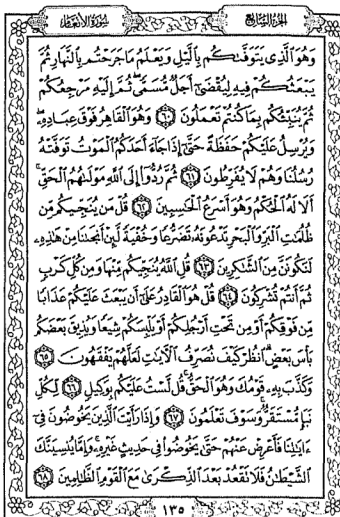 الجزء السابع سورة الأنعام
وَهُوَ ٱلَّذِى يَتَوَفَّىٰكُم بِٱلَّيْلِ وَيَعْلَمُ مَا جَرَحْتُم بِٱلنَّهَارِ ثُمَّ
يَبْعَثُكُمْ فِيهِ لِيُقْضَىٰٓ أَجَلٌ مُّسَمًّى ثُمَّ إِلَيْهِ مَرْجِعُكُمْ
ثُمَّ يُنَبِّئُكُم بِمَا كُنتُمْ تَعْمَلُونَ ٦٠ وَهُوَ ٱلْقَاهِرُ فَوْقَ عِبَادِهِۦ
وَيُرْسِلُ عَلَيْكُمْ حَفَظَةً حَتَّىٰٓ إِذَا جَآءَ أَحَدَكُمُ ٱلْمَوْتُ تَوَفَّتْهُ
رُسُلُنَا وَهُمْ لَا يُفَرِّطُونَ ٦١ ثُمَّ رُدُّوٓا۟ إِلَى ٱللَّهِ مَوْلَىٰهُمُ ٱلْحَقِّ
أَلَا لَهُ ٱلْحُكْمُ وَهُوَ أَسْرَعُ ٱلْحَٰسِبِينَ ٦٢ قُلْ مَن يُنَجِّيكُم مِّن
ظُلُمَٰتِ ٱلْبَرِّ وَٱلْبَحْرِ تَدْعُونَهُۥ تَضَرُّعًا وَخُفْيَةً لَّئِنْ أَنجَىٰنَا مِنْ هَٰذِهِۦ
لَنَكُونَنَّ مِنَ ٱلشَّٰكِرِينَ ٦٣ قُلِ ٱللَّهُ يُنَجِّيكُم مِّنْهَا وَمِن كُلِّ كَرْبٍ
ثُمَّ أَنتُمْ تُشْرِكُونَ ٦٤ قُلْ هُوَ ٱلْقَادِرُ عَلَىٰٓ أَن يَبْعَثَ عَلَيْكُمْ عَذَابًا
مِّن فَوْقِكُمْ أَوْ مِن تَحْتِ أَرْجُلِكُمْ أَوْ يَلْبِسَكُمْ شِيَعًا وَيُذِيقَ بَعْضَكُم
بَأْسَ بَعْضٍ ٱنظُرْ كَيْفَ نُصَرِّفُ ٱلْءَايَٰتِ لَعَلَّهُمْ يَفْقَهُونَ ٦٥
وَكَذَّبَ بِهِۦ قَوْمُكَ وَهُوَ ٱلْحَقُّ قُل لَّسْتُ عَلَيْكُم بِوَكِيلٍ ٦٦ لِّكُلِّ
نَبَإٍ مُّسْتَقَرٌّ وَسَوْفَ تَعْلَمُونَ ٦٧ وَإِذَا رَأَيْتَ ٱلَّذِينَ يَخُوضُونَ فِىٓ
ءَايَٰتِنَا فَأَعْرِضْ عَنْهُمْ حَتَّىٰ يَخُوضُوا۟ فِى حَدِيثٍ غَيْرِهِۦ وَإِمَّا يُنسِيَنَّكَ
ٱلشَّيْطَٰنُ فَلَا تَقْعُدْ بَعْدَ ٱلذِّكْرَىٰ مَعَ ٱلْقَوْمِ ٱلظَّٰلِمِينَ ٦٨
١٣٥